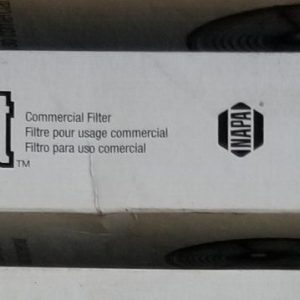 Commercial Filter
Filtre pour usage commercial
Filtro para uso comercial
TM
NAPA
®